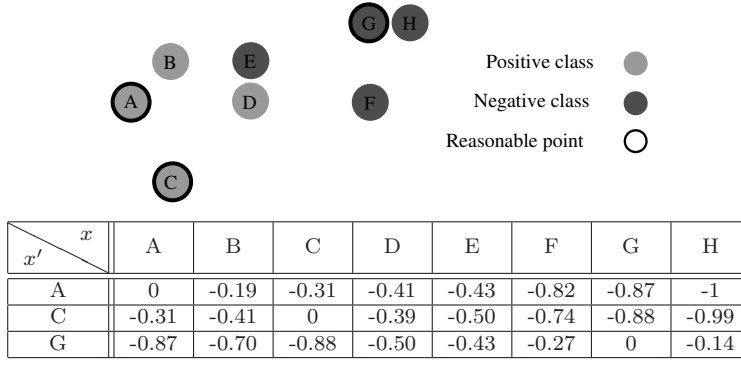 G H
B E Positive class
A D F Negative class
Reasonable point
C
x
x′ A B C D E F G H
A 0 -0.19 -0.31 -0.41 -0.43 -0.82 -0.87 -1
C -0.31 -0.41 0 -0.39 -0.50 -0.74 -0.88 -0.99
G -0.87 -0.70 -0.88 -0.50 -0.43 -0.27 0 -0.14